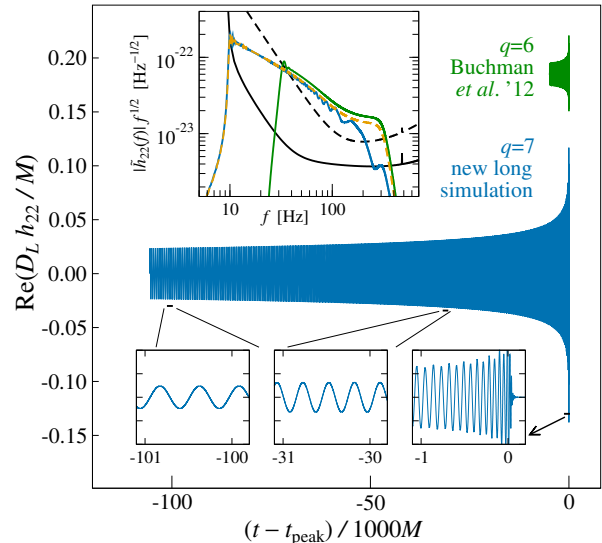 0.20
0.15
0.10
0.05
0.00
-0.05
-0.10
-0.15
Re(D_L h_22 / M)
-100
-50
0
(t − t_peak) / 1000M
|h̃_22(f)| f^1/2 [Hz^-1/2]
10^-22
10^-23
10
100
f [Hz]
q=6
Buchman
et al. '12
q=7
new long
simulation
-101
-100
-31
-30
-1
0